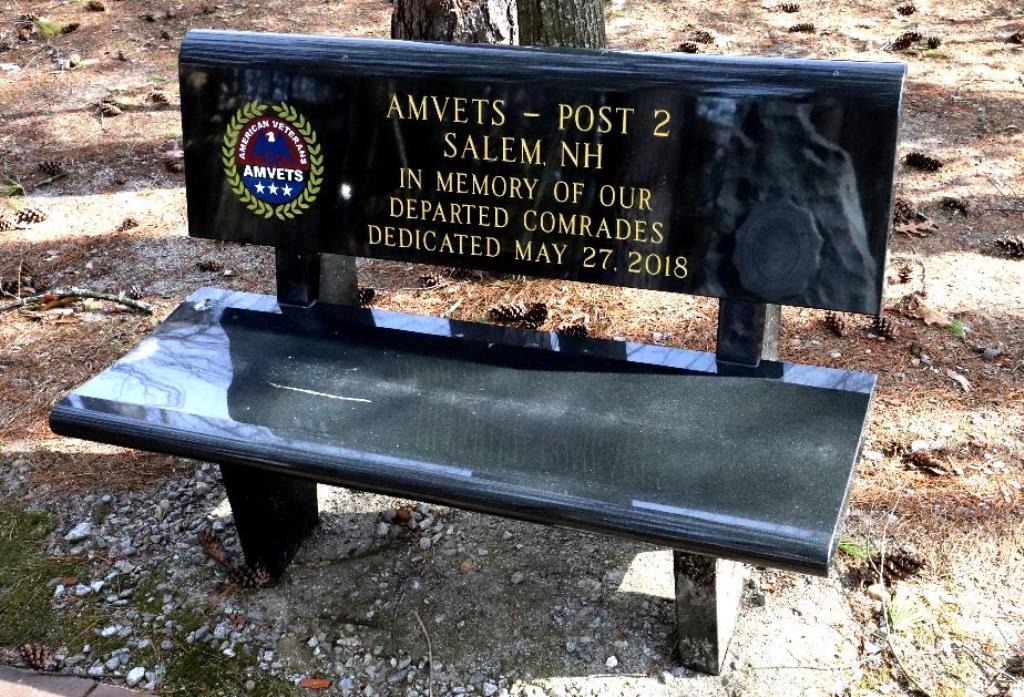 AMERICAN VETERANS
AMVETS
AMVETS - POST 2
SALEM, NH
IN MEMORY OF OUR
DEPARTED COMRADES
DEDICATED MAY 27, 2018